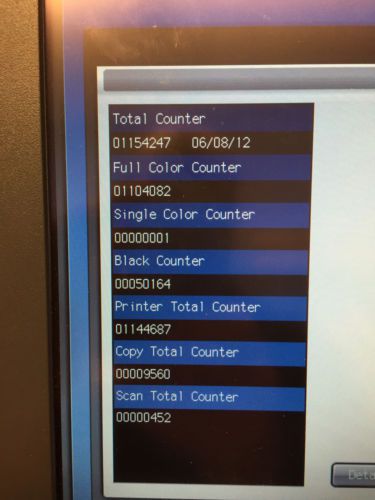 Total Counter
01154247 06/08/12
Full Color Counter
01104082
Single Color Counter
00000001
Black Counter
00050164
Printer Total Counter
01144687
Copy Total Counter
00009560
Scan Total Counter
00000452